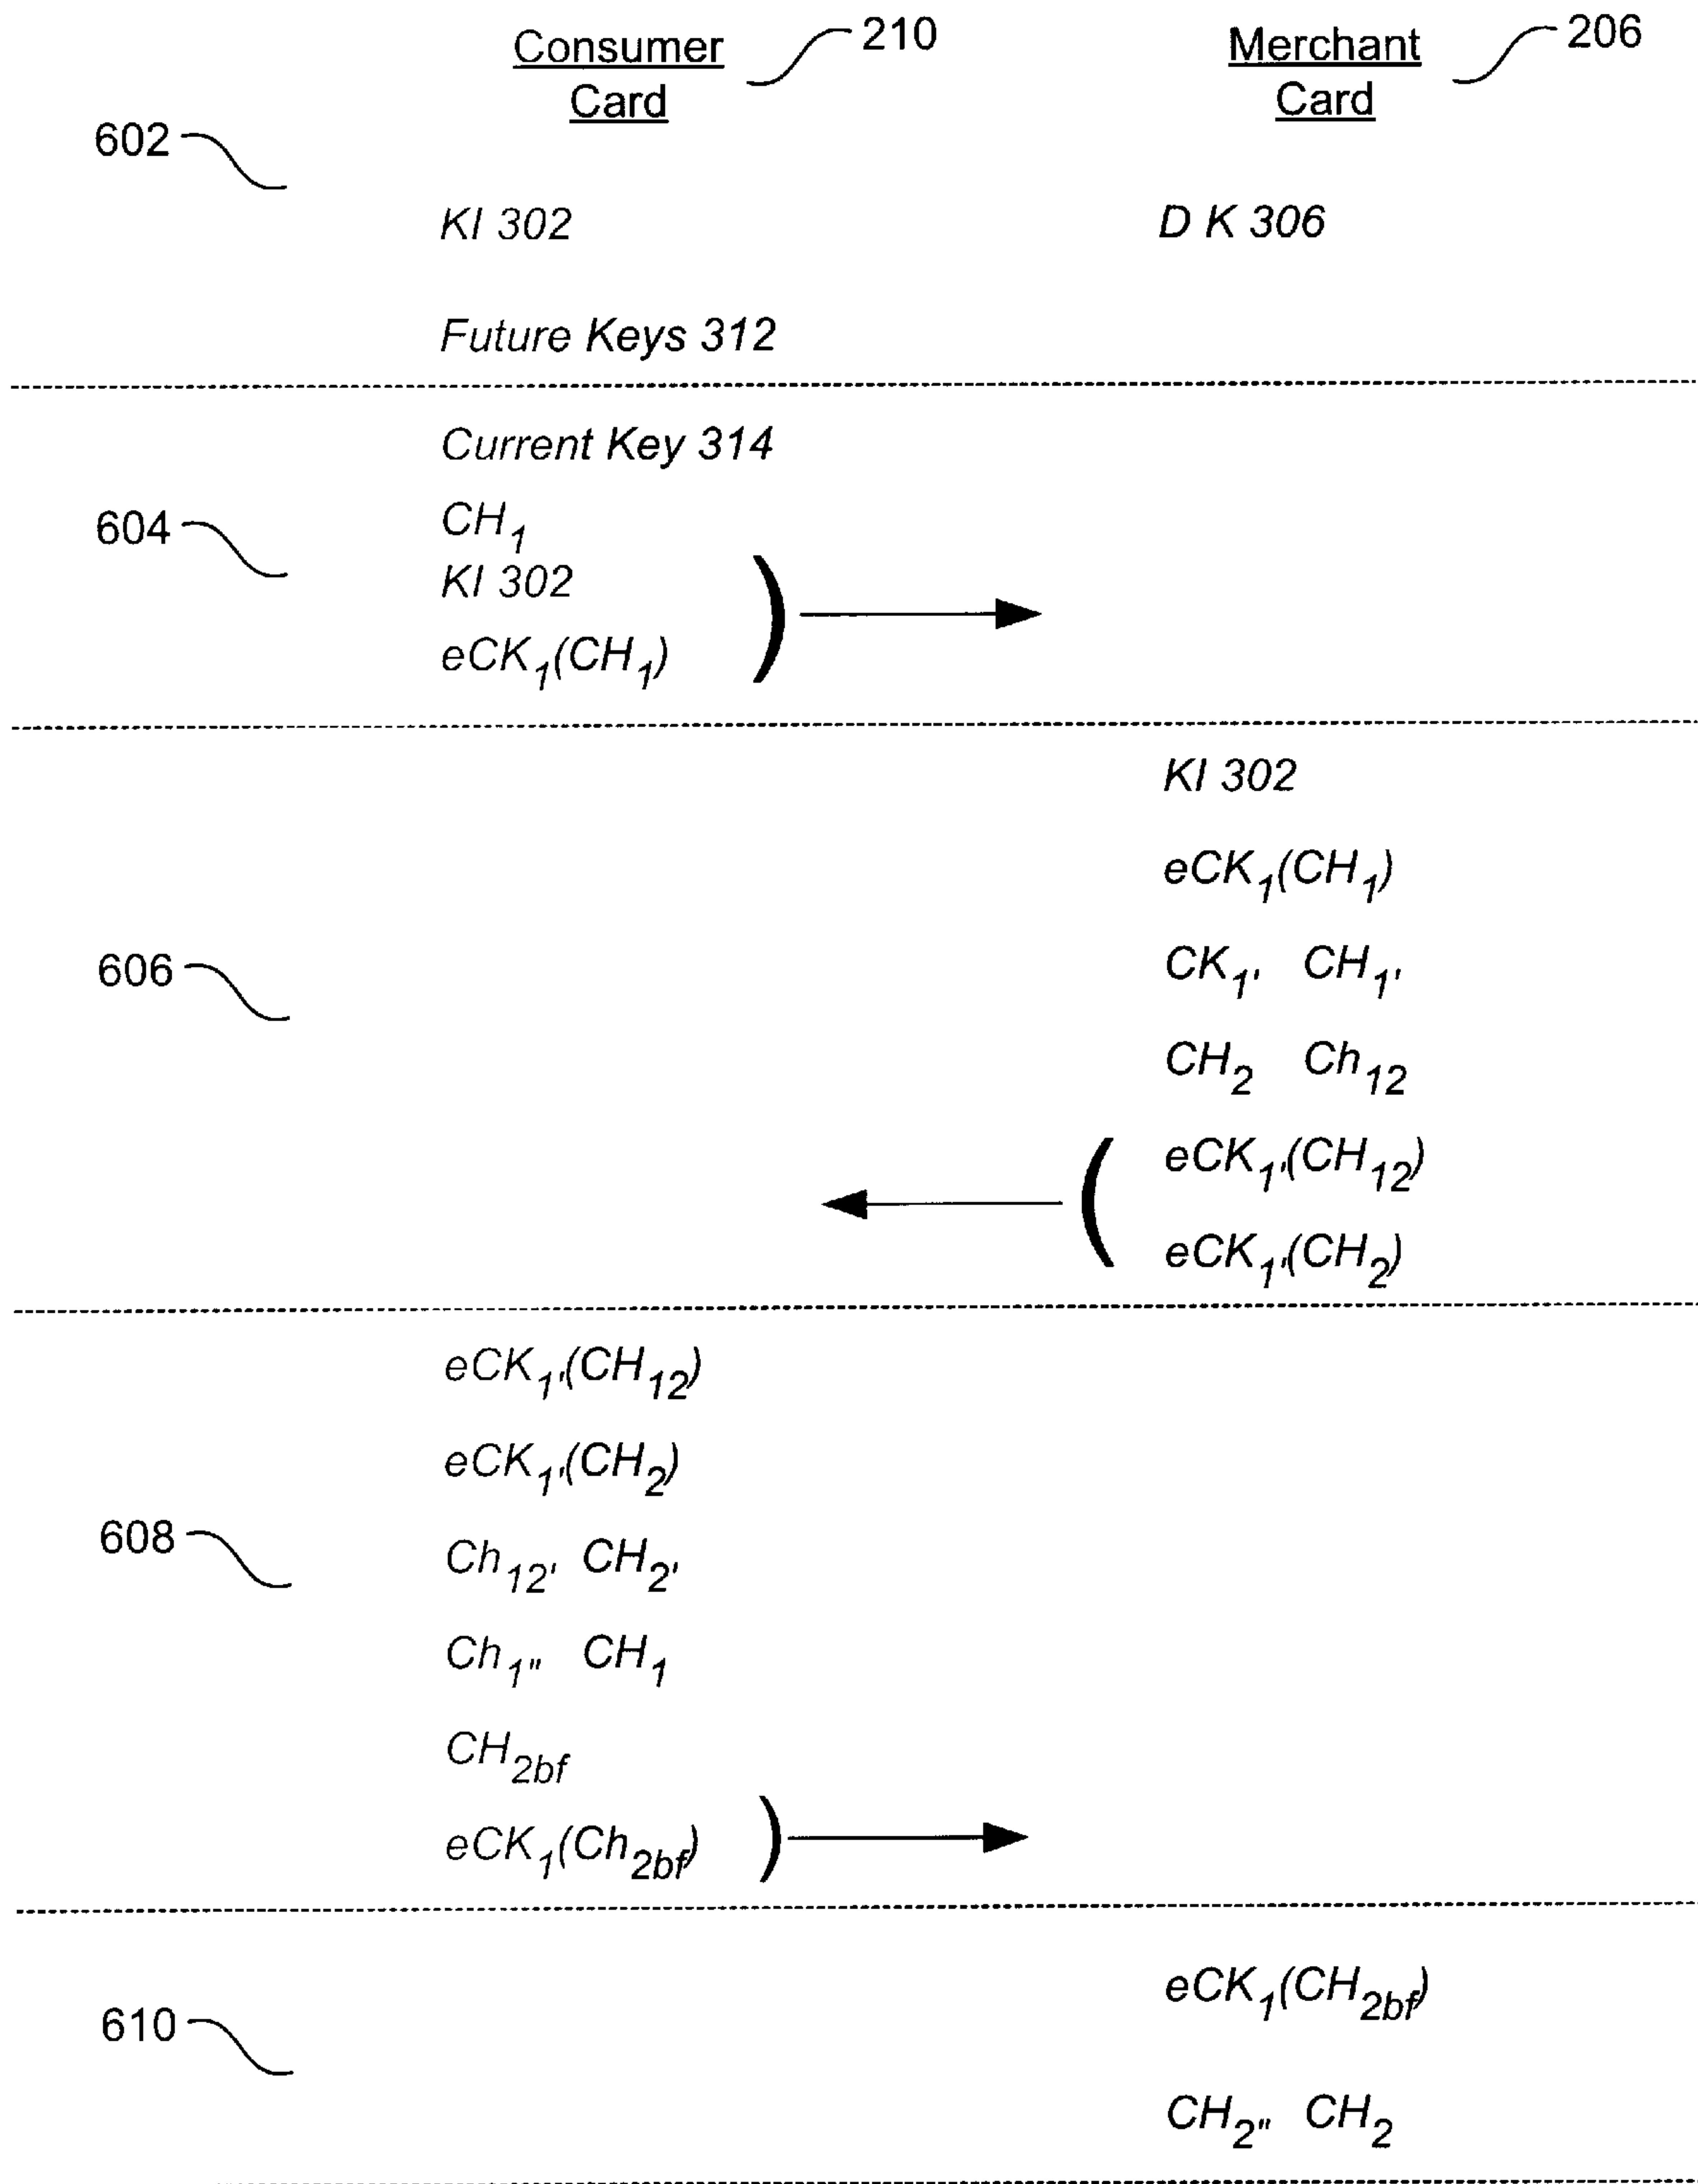 Consumer Card 210
Merchant Card 206
602
KI 302
D K 306
Future Keys 312
Current Key 314
604
CH₁
KI 302
eCK₁(CH₁)
KI 302
eCK₁(CH₁)
606
CK₁' CH₁'
CH₂ Ch₁₂
eCK₁'(CH₁₂)
eCK₁'(CH₂)
eCK₁'(CH₁₂)
eCK₁'(CH₂)
608
Ch₁₂' CH₂'
Ch₁" CH₁
CH₂bf
eCK₁(Ch₂bf)
eCK₁(CH₂bf)
610
CH₂" CH₂